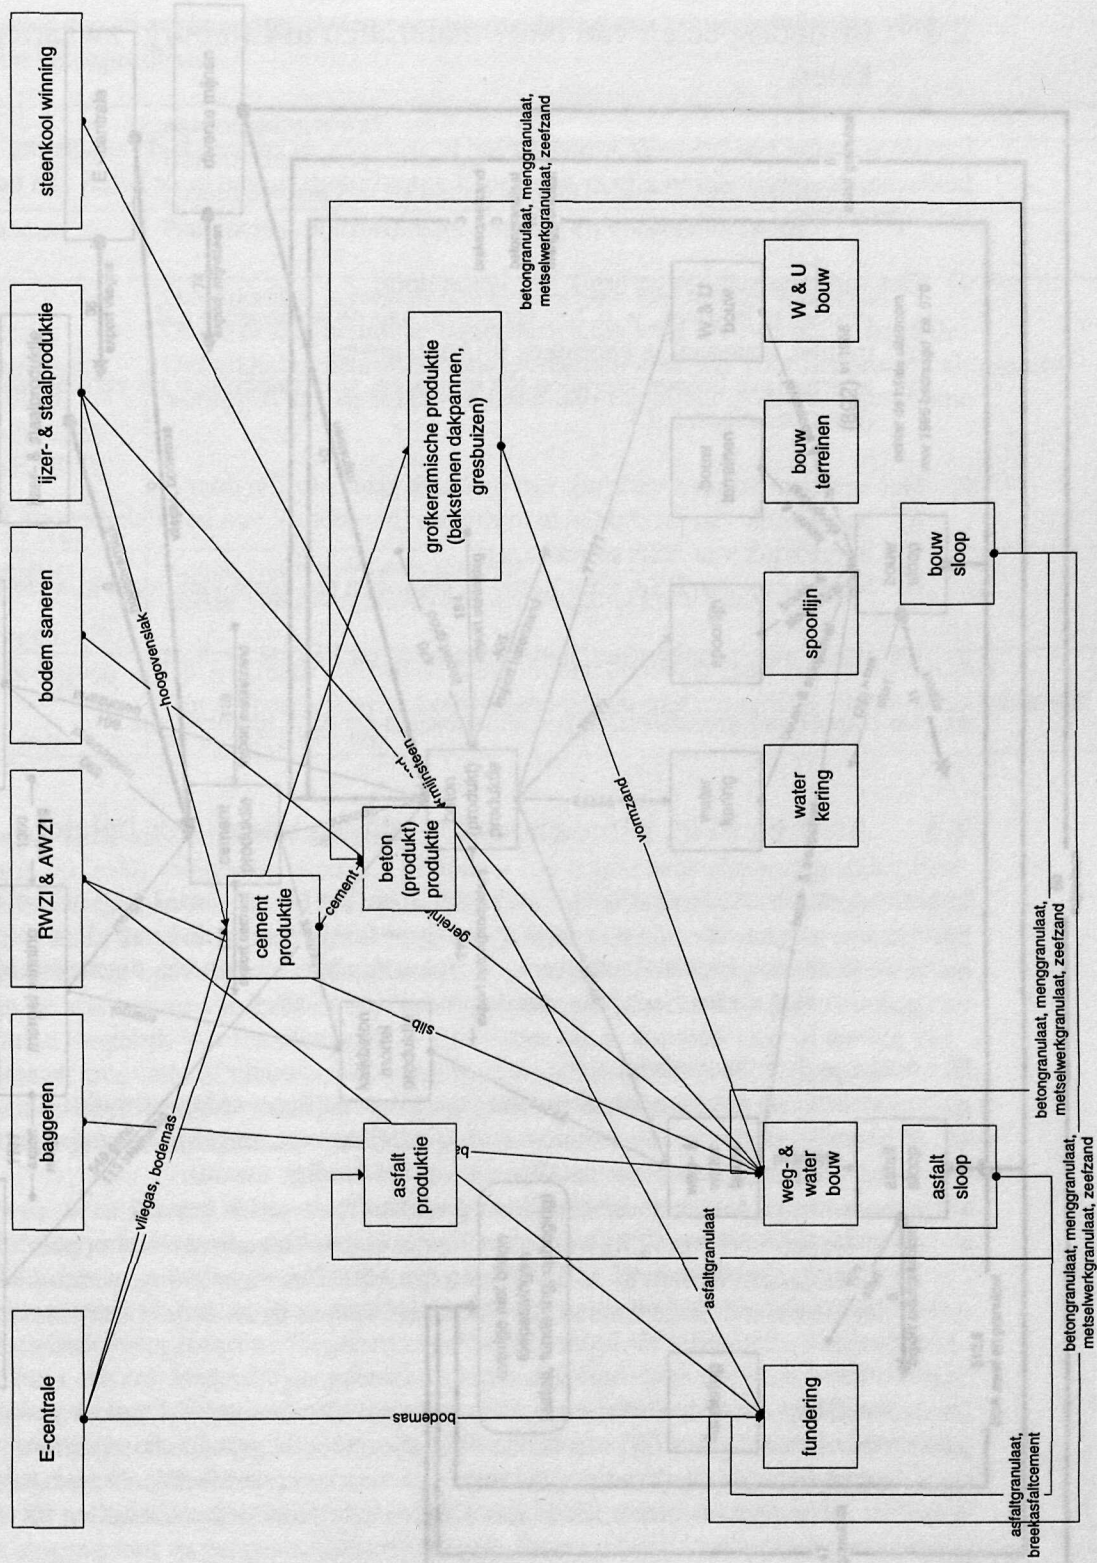 steenkool winning
ijzer- & staalproduktie
bodem saneren
RWZI & AWZI
baggeren
E-centrale
betongranulaat, menggranulaat,
metselwerkgranulaat, zeefzand
grofkeramische produktie
(bakstenen dakpannen,
gresbuizen)
hoogovenslak
mijnsteen
cement
produktie
cement
beton
(produkt)
produktie
vormzand
slib
vliegas, bodemas
asfalt
produktie
bodemas
asfaltgranulaat
W & U
bouw
bouw
terreinen
spoorlijn
water
kering
weg- &
water
bouw
fundering
bouw
sloop
asfalt
sloop
betongranulaat, menggranulaat,
metselwerkgranulaat, zeefzand
betongranulaat, menggranulaat,
metselwerkgranulaat, zeefzand
asfaltgranulaat,
breekasfaltcement